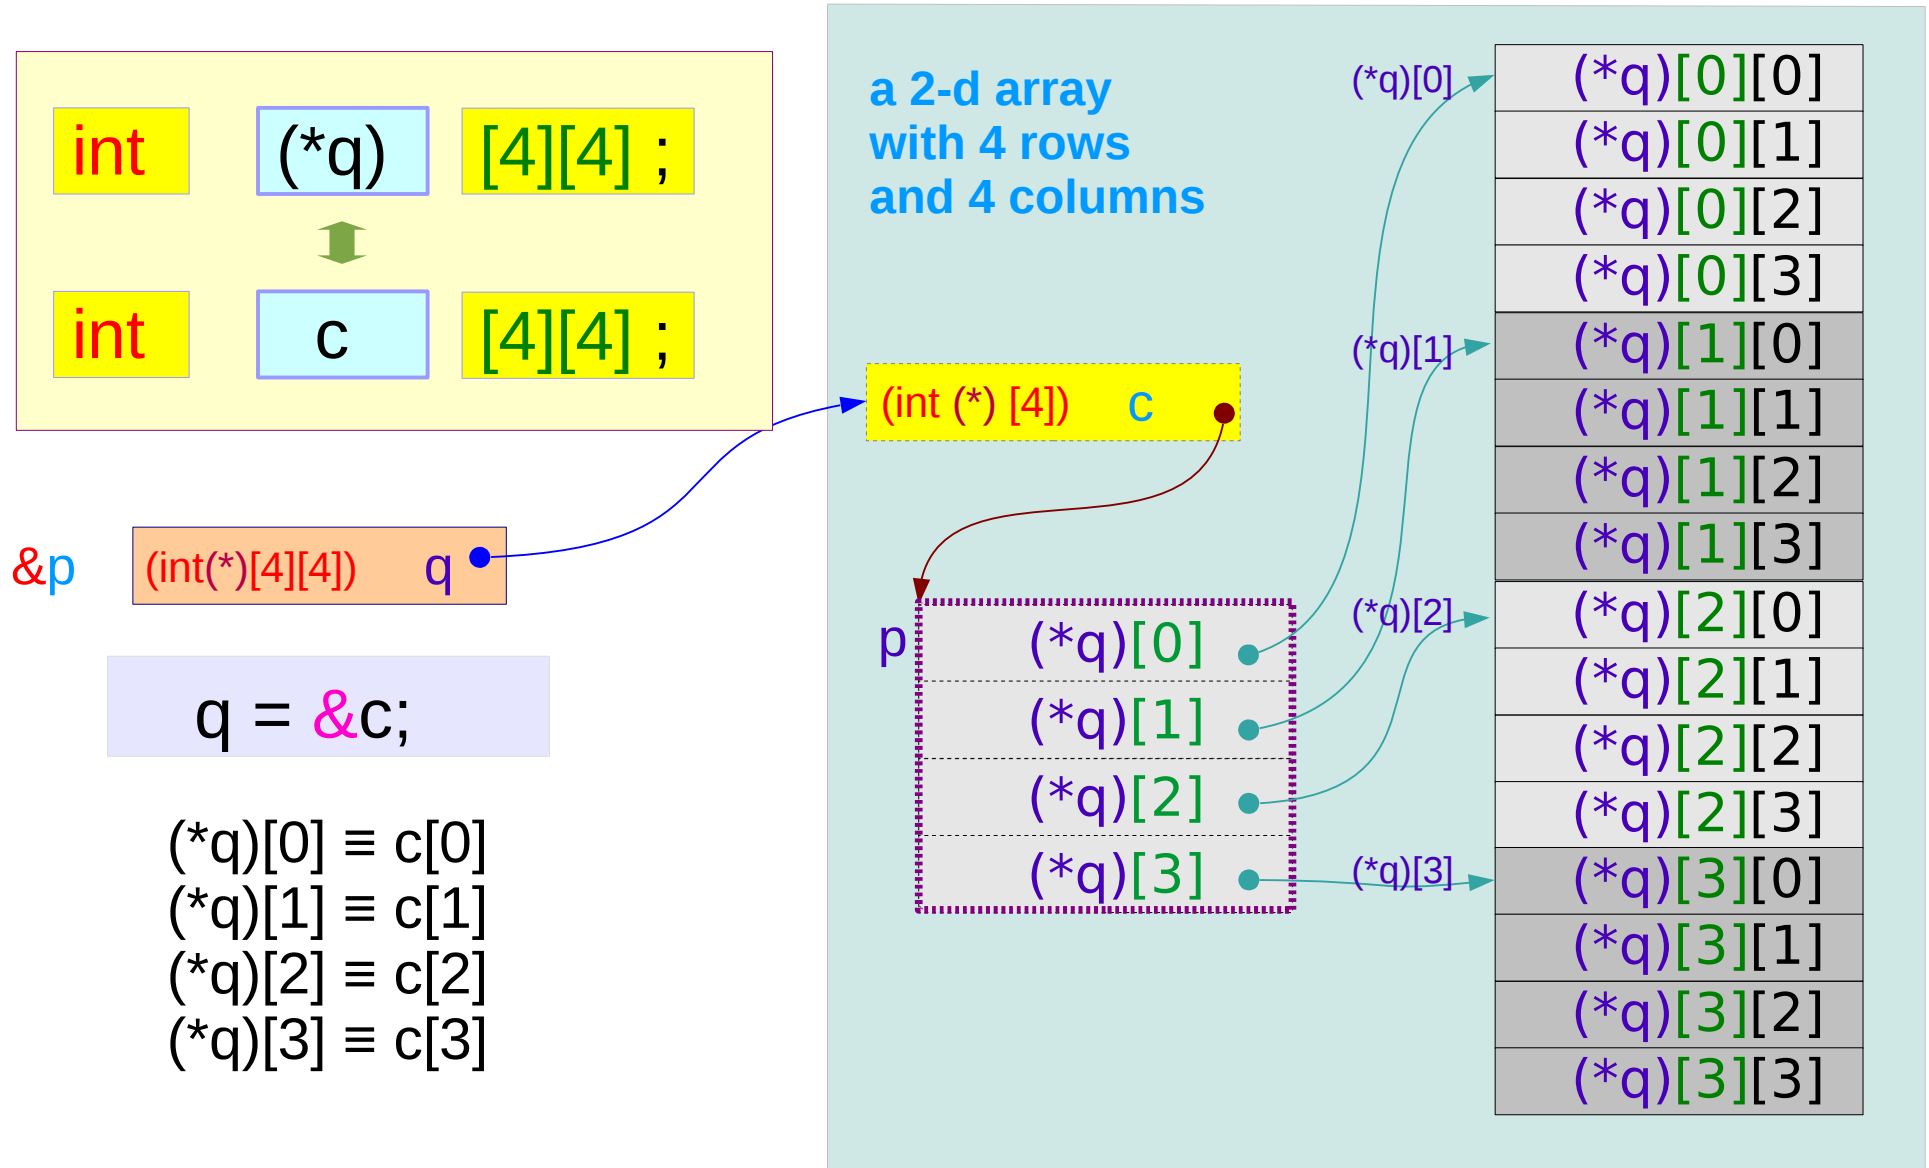 int (*q) [4][4] ;
int c [4][4] ;
&p (int(*)[4][4]) q
q = &c;
(*q)[0] ≡ c[0]
(*q)[1] ≡ c[1]
(*q)[2] ≡ c[2]
(*q)[3] ≡ c[3]
a 2-d array
with 4 rows
and 4 columns
(int (*) [4]) c
p
(*q)[0]
(*q)[1]
(*q)[2]
(*q)[3]
(*q)[0]
(*q)[1]
(*q)[2]
(*q)[3]
(*q)[0][0]
(*q)[0][1]
(*q)[0][2]
(*q)[0][3]
(*q)[1][0]
(*q)[1][1]
(*q)[1][2]
(*q)[1][3]
(*q)[2][0]
(*q)[2][1]
(*q)[2][2]
(*q)[2][3]
(*q)[3][0]
(*q)[3][1]
(*q)[3][2]
(*q)[3][3]